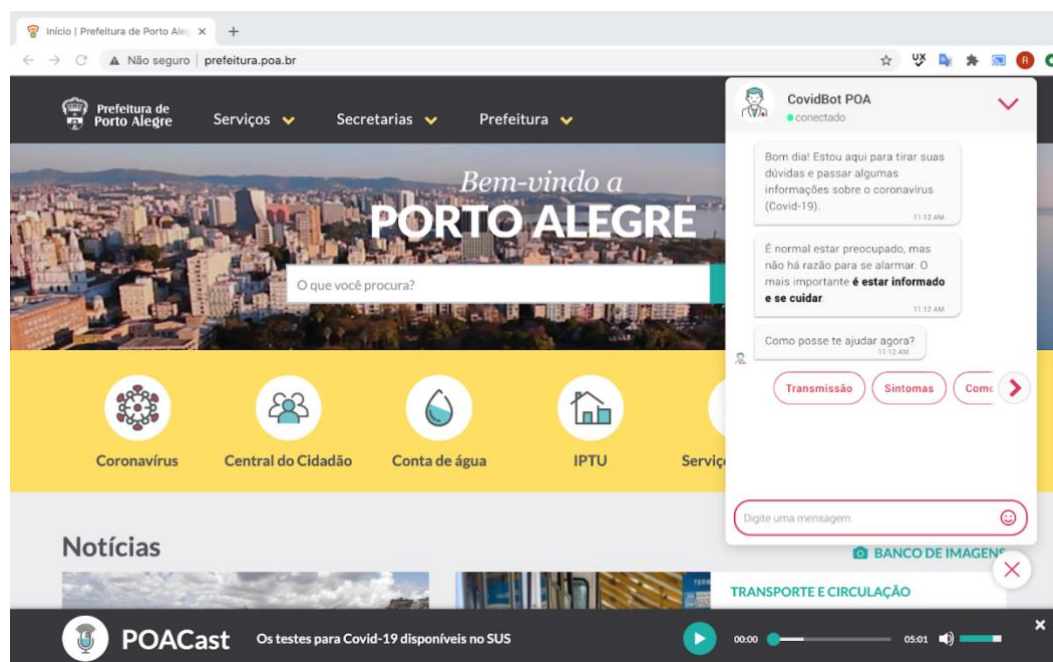 Início | Prefeitura de Porto Aleg
Não seguro | prefeitura.poa.br
UX
R
Prefeitura de
Porto Alegre
Serviços
Secretarias
Prefeitura
Bem-vindo a
PORTO ALEGRE
O que você procura?
Coronavírus
Central do Cidadão
Conta de água
IPTU
Serviç
Notícias
BANCO DE IMAGENS
TRANSPORTE E CIRCULAÇÃO
CovidBot POA
conectado
Bom dia! Estou aqui para tirar suas
dúvidas e passar algumas
informações sobre o coronavírus
(Covid-19).
11:12 AM
É normal estar preocupado, mas
não há razão para se alarmar. O
mais importante é estar informado
e se cuidar.
11:12 AM
Como posse te ajudar agora?
11:12 AM
Transmissão
Sintomas
Como
Digite uma mensagem
POACast
Os testes para Covid-19 disponíveis no SUS
00:00
05:01